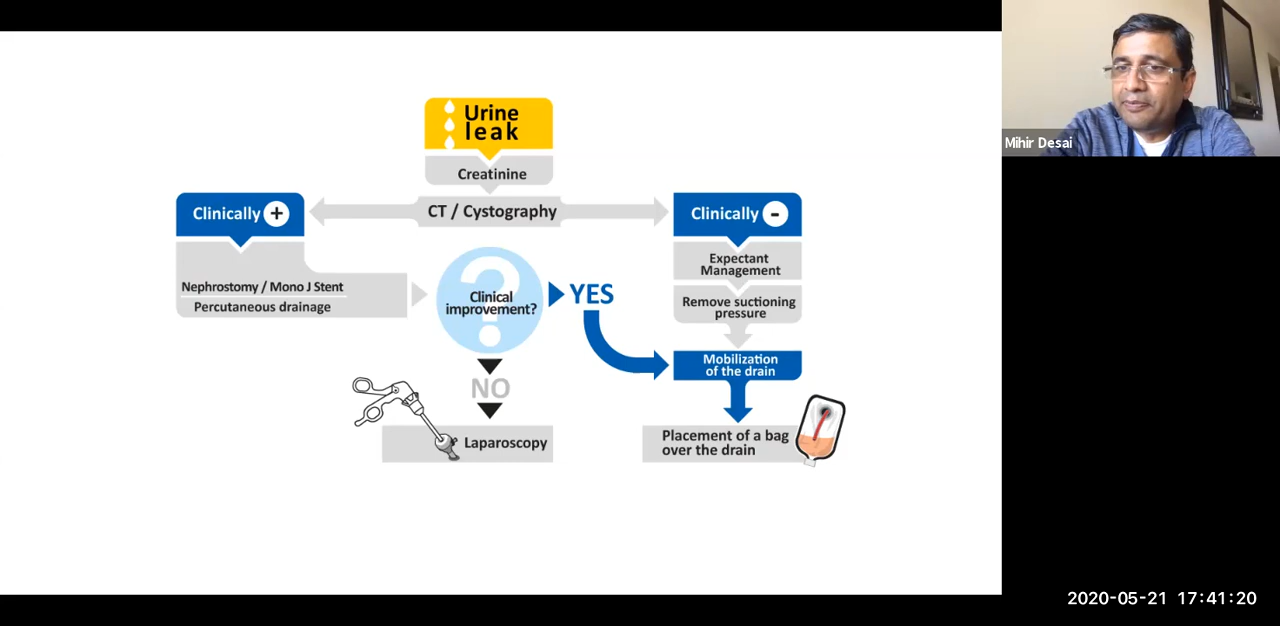 Urine
leak
Creatinine
CT / Cystography
Clinically +
Nephrostomy / Mono J Stent
Percutaneous drainage
?
Clinical
improvement?
YES
NO
Laparoscopy
Clinically -
Expectant
Management
Remove suctioning
pressure
Mobilization
of the drain
Placement of a bag
over the drain
Mihir Desai
2020-05-21 17:41:20